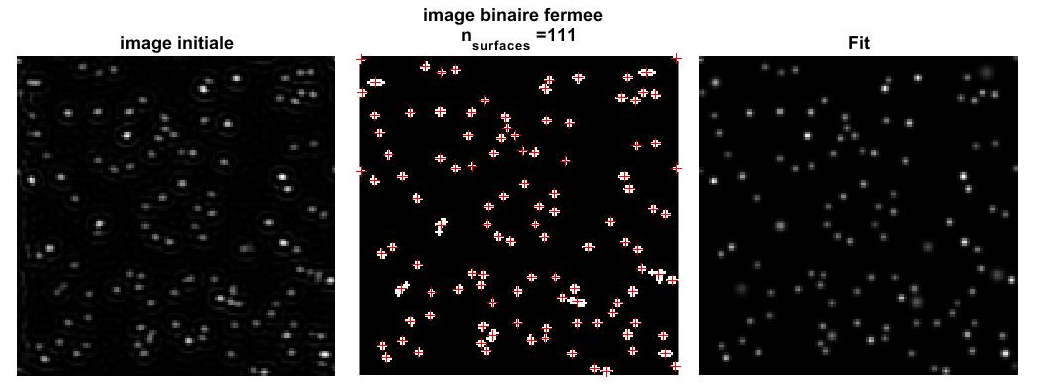 image initiale
image binaire fermee
n_surfaces =111
Fit